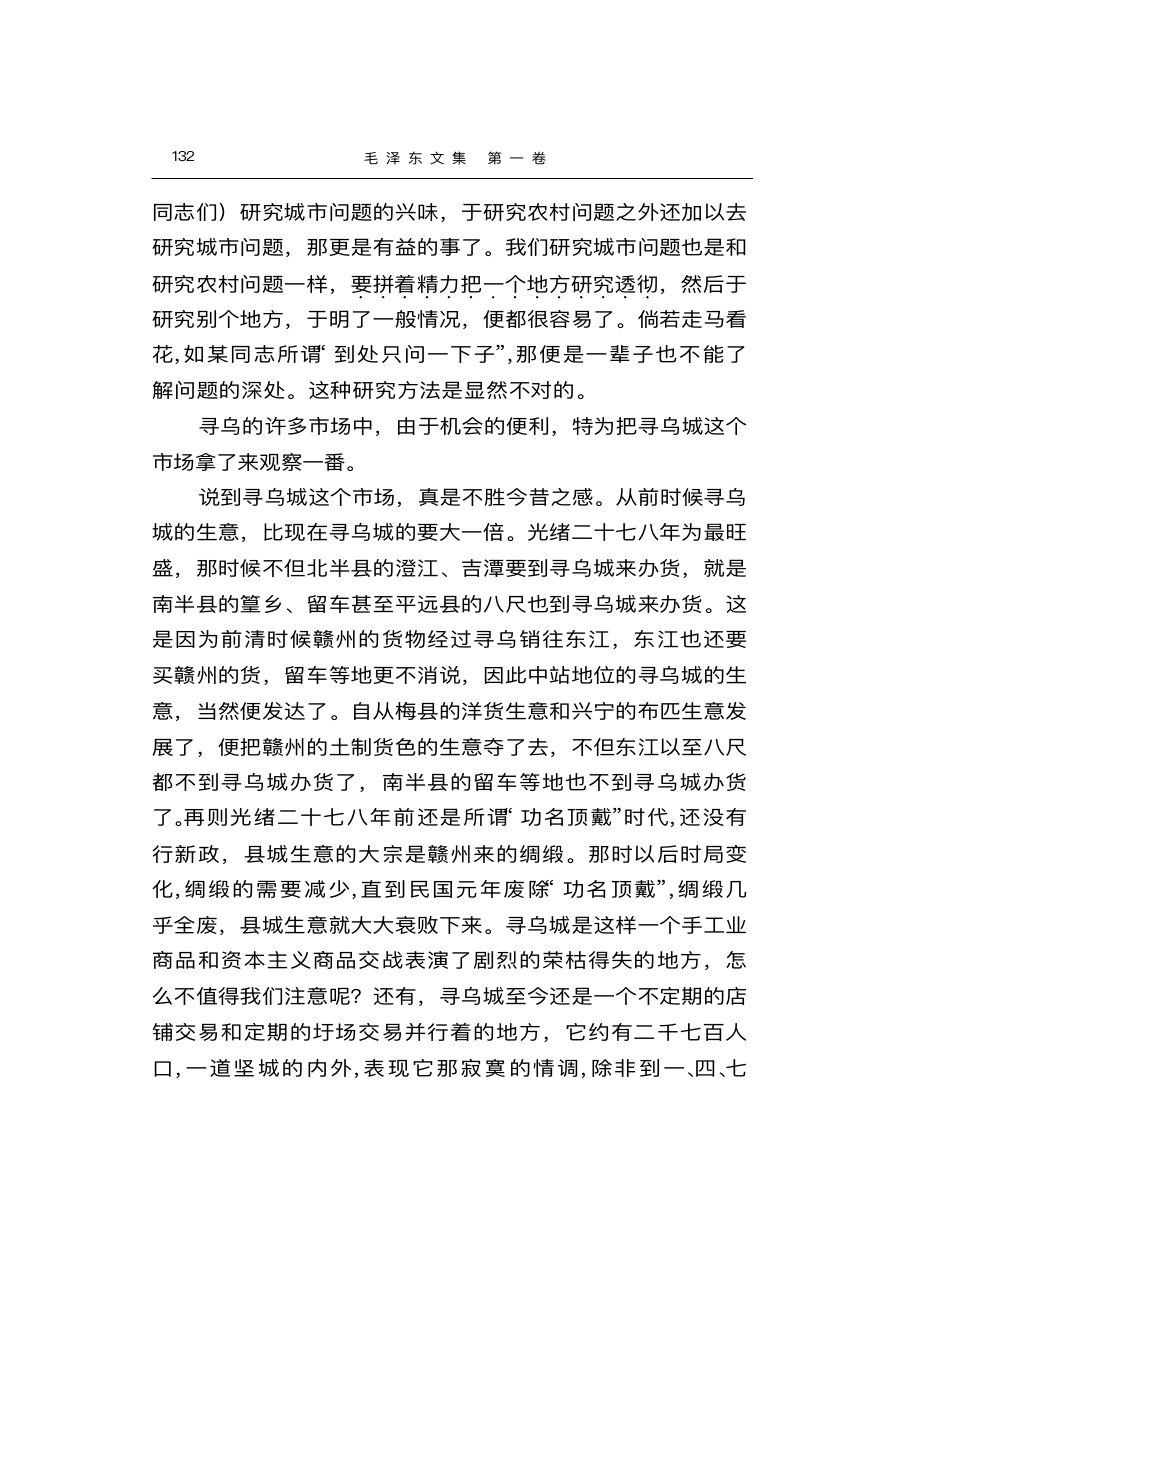 132
毛泽东文集 第一卷
同志们）研究城市问题的兴味，于研究农村问题之外还加以去
研究城市问题，那更是有益的事了。我们研究城市问题也是和
研究农村问题一样，要拼着精力把一个地方研究透彻，然后于
研究别个地方，于明了一般情况，便都很容易了。倘若走马看
花,如某同志所谓“到处只问一下子”,那便是一辈子也不能了
解问题的深处。这种研究方法是显然不对的。
寻乌的许多市场中，由于机会的便利，特为把寻乌城这个
市场拿了来观察一番。
说到寻乌城这个市场，真是不胜今昔之感。从前时候寻乌
城的生意，比现在寻乌城的要大一倍。光绪二十七八年为最旺
盛，那时候不但北半县的澄江、吉潭要到寻乌城来办货，就是
南半县的篁乡、留车甚至平远县的八尺也到寻乌城来办货。这
是因为前清时候赣州的货物经过寻乌销往东江，东江也还要
买赣州的货，留车等地更不消说，因此中站地位的寻乌城的生
意，当然便发达了。自从梅县的洋货生意和兴宁的布匹生意发
展了，便把赣州的土制货色的生意夺了去，不但东江以至八尺
都不到寻乌城办货了，南半县的留车等地也不到寻乌城办货
了。再则光绪二十七八年前还是所谓“功名顶戴”时代,还没有
行新政，县城生意的大宗是赣州来的绸缎。那时以后时局变
化,绸缎的需要减少,直到民国元年废除“功名顶戴”,绸缎几
乎全废，县城生意就大大衰败下来。寻乌城是这样一个手工业
商品和资本主义商品交战表演了剧烈的荣枯得失的地方，怎
么不值得我们注意呢？还有，寻乌城至今还是一个不定期的店
铺交易和定期的圩场交易并行着的地方，它约有二千七百人
口,一道坚城的内外,表现它那寂寞的情调,除非到一、四、七